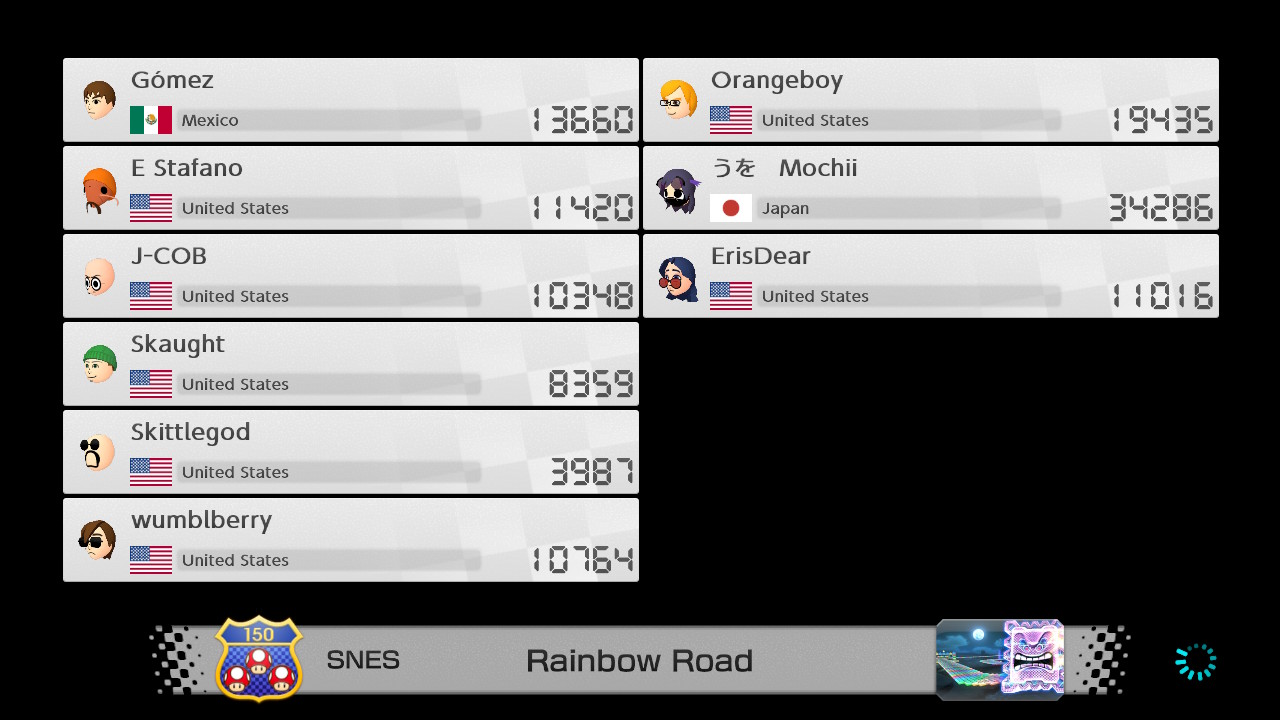 Gómez
Mexico 13660
E Stafano
United States 11420
J-COB
United States 10348
Skaught
United States 8359
Skittlegod
United States 3987
wumblberry
United States 10764
Orangeboy
United States 19435
うを　Mochii
Japan 34286
ErisDear
United States 11016
150
SNES Rainbow Road